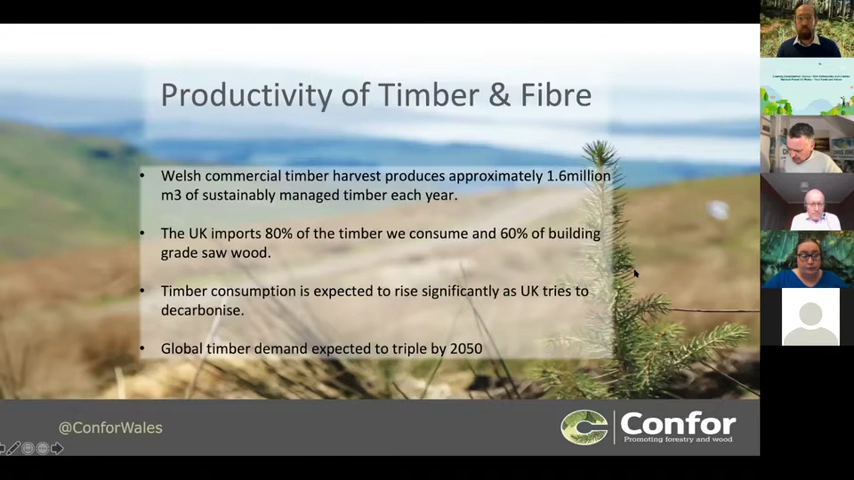 Productivity of Timber & Fibre
• Welsh commercial timber harvest produces approximately 1.6million
m3 of sustainably managed timber each year.
• The UK imports 80% of the timber we consume and 60% of building
grade saw wood.
• Timber consumption is expected to rise significantly as UK tries to
decarbonise.
• Global timber demand expected to triple by 2050
@ConforWales
Confor
Promoting forestry and wood